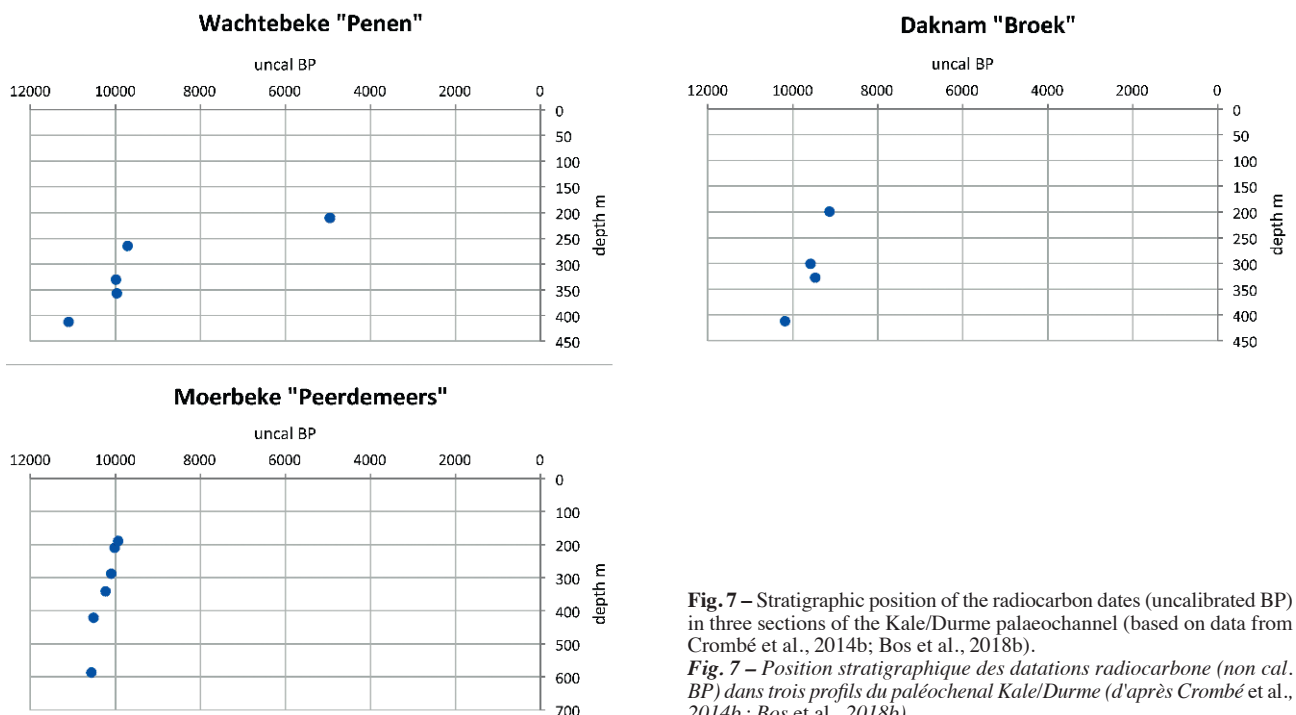 Wachtebeke "Penen"
uncal BP
12000 10000 8000 6000 4000 2000 0
0
50
100
150
200
250
300
350
400
450
depth m
Daknam "Broek"
uncal BP
12000 10000 8000 6000 4000 2000 0
0
50
100
150
200
250
300
350
400
450
depth m
Moerbeke "Peerdemeers"
uncal BP
12000 10000 8000 6000 4000 2000 0
0
100
200
300
400
500
600
700
depth m
Fig. 7 – Stratigraphic position of the radiocarbon dates (uncalibrated BP)
in three sections of the Kale/Durme palaeochannel (based on data from
Crombé et al., 2014b; Bos et al., 2018b).
Fig. 7 – Position stratigraphique des datations radiocarbone (non cal.
BP) dans trois profils du paléochenal Kale/Durme (d'après Crombé et al.,
2014b ; Bos et al., 2018b)